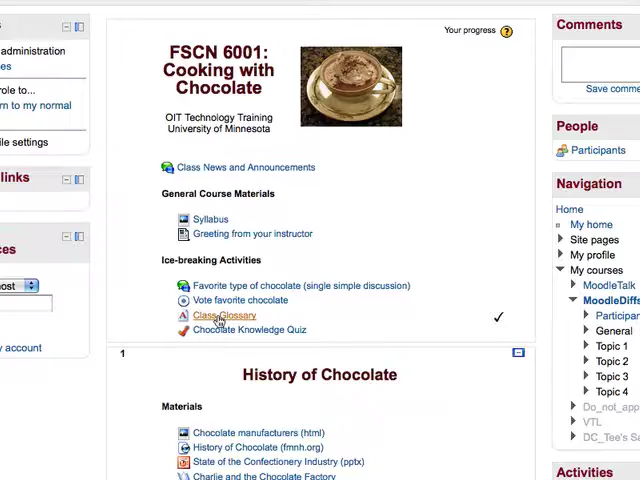 s
administration
es
role to...
rn to my normal
ile settings
links
ces
ost
y account
Your progress
FSCN 6001:
Cooking with
Chocolate
OIT Technology Training
University of Minnesota
Class News and Announcements
General Course Materials
Syllabus
Greeting from your instructor
Ice-breaking Activities
Favorite type of chocolate (single simple discussion)
Vote favorite chocolate
Class Glossary
Chocolate Knowledge Quiz
1
History of Chocolate
Materials
Chocolate manufacturers (html)
History of Chocolate (fmnh.org)
State of the Confectionery Industry (pptx)
Charlie and the Chocolate Factory
Comments
Save comme
People
Participants
Navigation
Home
My home
Site pages
My profile
My courses
MoodleTalk
MoodleDiffs
Participan
General
Topic 1
Topic 2
Topic 3
Topic 4
Do_not_app
VTL
DC_Tee's Sa
Activities